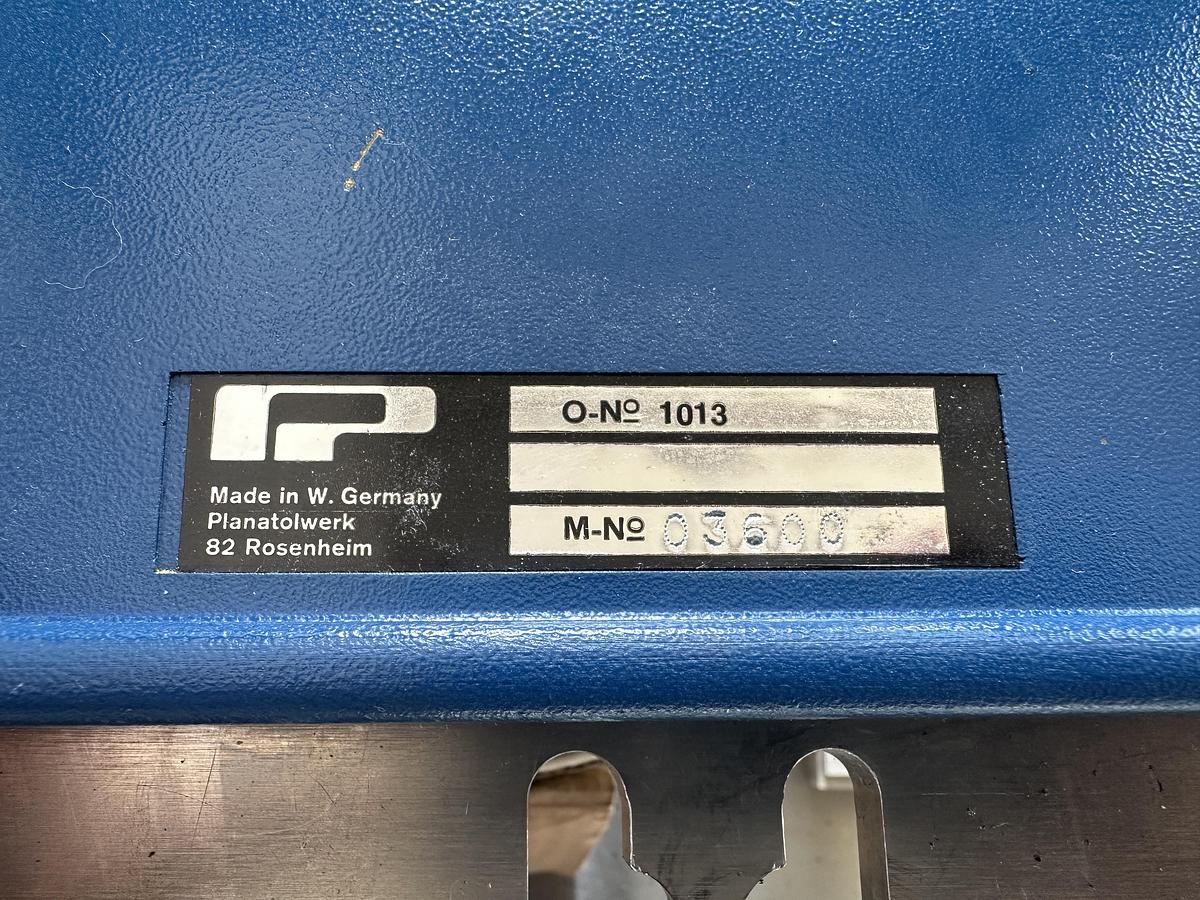 Made in W. Germany
Planatolwerk
82 Rosenheim
O-Nº 1013
M-Nº 03600